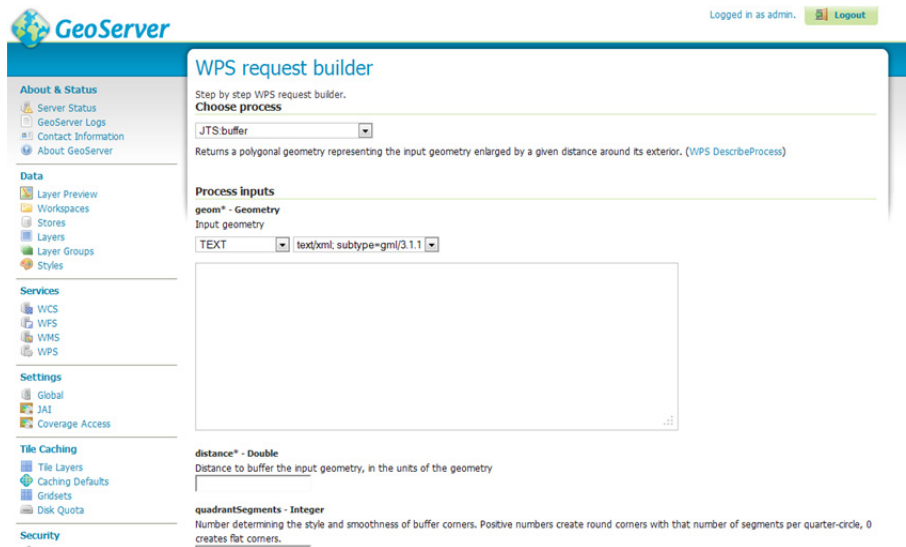 GeoServer
Logged in as admin.
Logout
About & Status
Server Status
GeoServer Logs
Contact Information
About GeoServer
Data
Layer Preview
Workspaces
Stores
Layers
Layer Groups
Styles
Services
WCS
WFS
WMS
WPS
Settings
Global
JAI
Coverage Access
Tile Caching
Tile Layers
Caching Defaults
Gridsets
Disk Quota
Security
WPS request builder
Step by step WPS request builder.
Choose process
JTS:buffer
Returns a polygonal geometry representing the input geometry enlarged by a given distance around its exterior. (WPS DescribeProcess)
Process inputs
geom* - Geometry
Input geometry
TEXT text/xml; subtype=gml/3.1.1
distance* - Double
Distance to buffer the input geometry, in the units of the geometry
quadrantSegments - Integer
Number determining the style and smoothness of buffer corners. Positive numbers create round corners with that number of segments per quarter-circle, 0
creates flat corners.